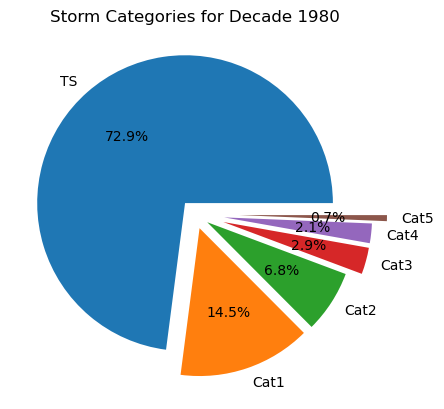 Storm Categories for Decade 1980
TS
72.9%
0.7%
Cat5
2.1%
Cat4
2.9%
Cat3
6.8%
Cat2
14.5%
Cat1